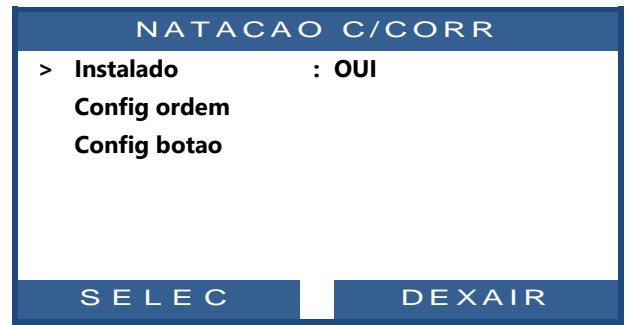 NATACAO C/CORR
> Instalado : OUI
Config ordem
Config botao
SELEC DEXAIR